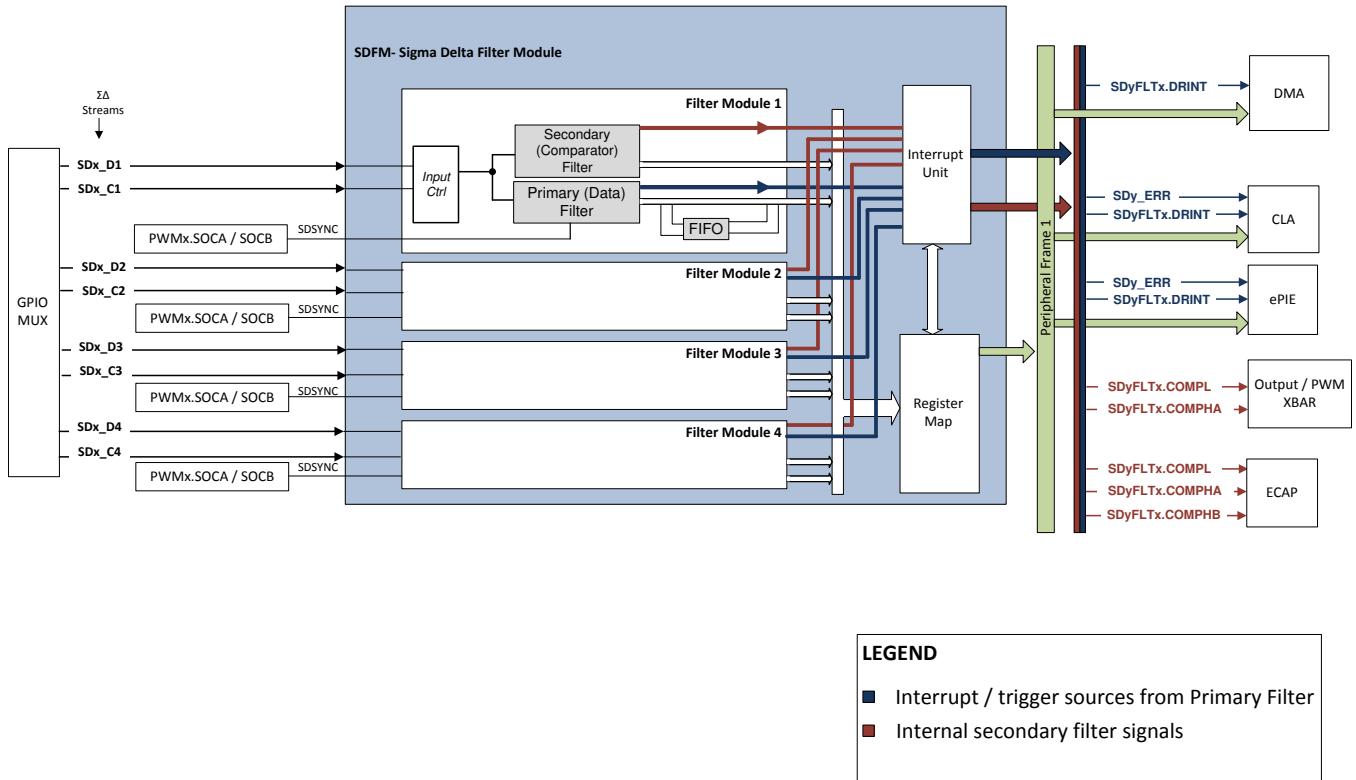 SDFM- Sigma Delta Filter Module
ΣΔ
Streams
GPIO
MUX
SDx_D1
SDx_C1
PWMx.SOCA / SOCB
SDSYNC
SDx_D2
SDx_C2
PWMx.SOCA / SOCB
SDSYNC
SDx_D3
SDx_C3
PWMx.SOCA / SOCB
SDSYNC
SDx_D4
SDx_C4
PWMx.SOCA / SOCB
SDSYNC
Filter Module 1
Input
Ctrl
Secondary
(Comparator)
Filter
Primary (Data)
Filter
FIFO
Filter Module 2
Filter Module 3
Filter Module 4
Interrupt
Unit
Register
Map
Peripheral Frame 1
SDyFLTx.DRINT
DMA
SDy_ERR
SDyFLTx.DRINT
CLA
SDy_ERR
SDyFLTx.DRINT
ePIE
SDyFLTx.COMPL
SDyFLTx.COMPHA
Output / PWM
XBAR
SDyFLTx.COMPL
SDyFLTx.COMPHA
SDyFLTx.COMPHB
ECAP
LEGEND
Interrupt / trigger sources from Primary Filter
Internal secondary filter signals